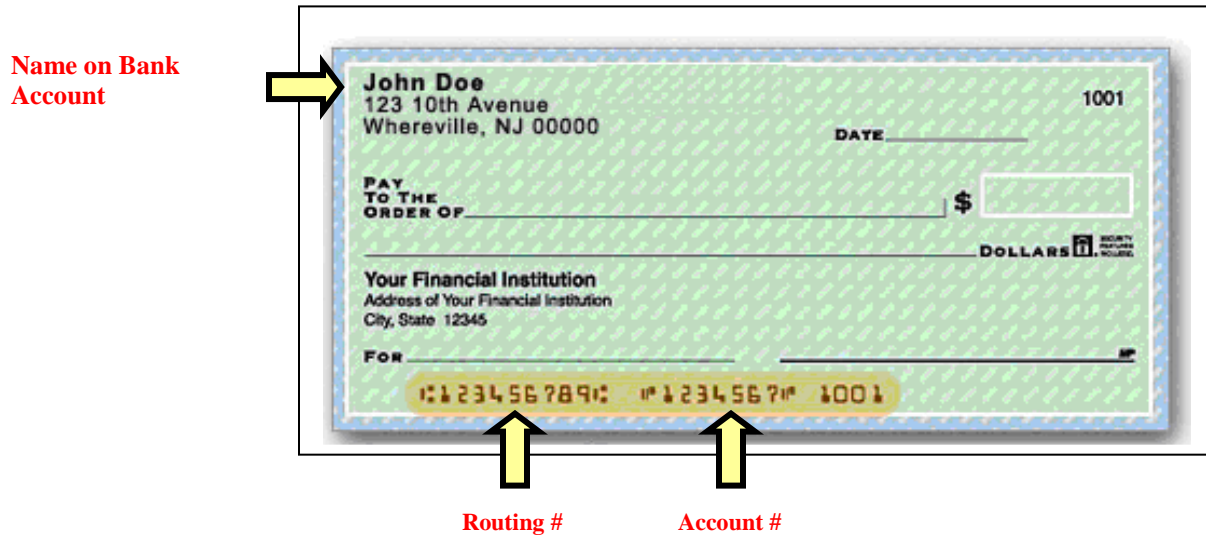 Name on Bank
Account
John Doe
123 10th Avenue
Whereville, NJ 00000
1001
DATE
PAY
TO THE
ORDER OF
$
DOLLARS
Your Financial Institution
Address of Your Financial Institution
City, State 12345
FOR
MP
⑆123456789⑆ ⑈1234567⑈ 1001
Routing # Account #